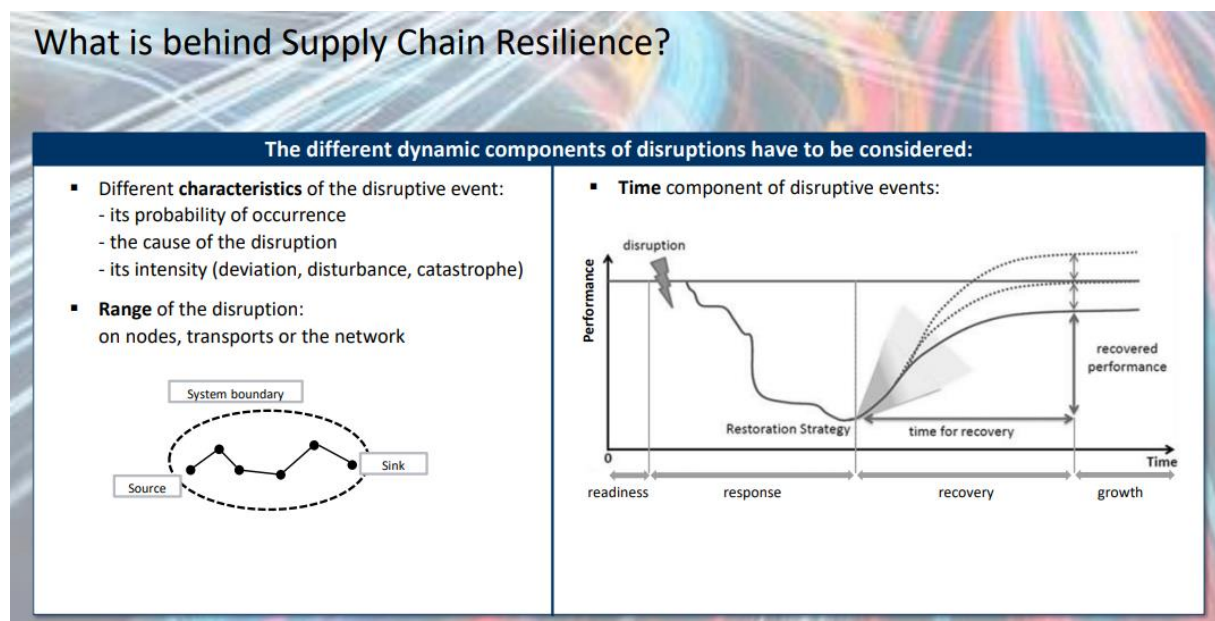 What is behind Supply Chain Resilience?
The different dynamic components of disruptions have to be considered:
▪ Different characteristics of the disruptive event:
- its probability of occurrence
- the cause of the disruption
- its intensity (deviation, disturbance, catastrophe)
▪ Range of the disruption:
on nodes, transports or the network
System boundary
Source
Sink
▪ Time component of disruptive events:
disruption
Performance
recovered
performance
Restoration Strategy
time for recovery
0
Time
readiness
response
recovery
growth